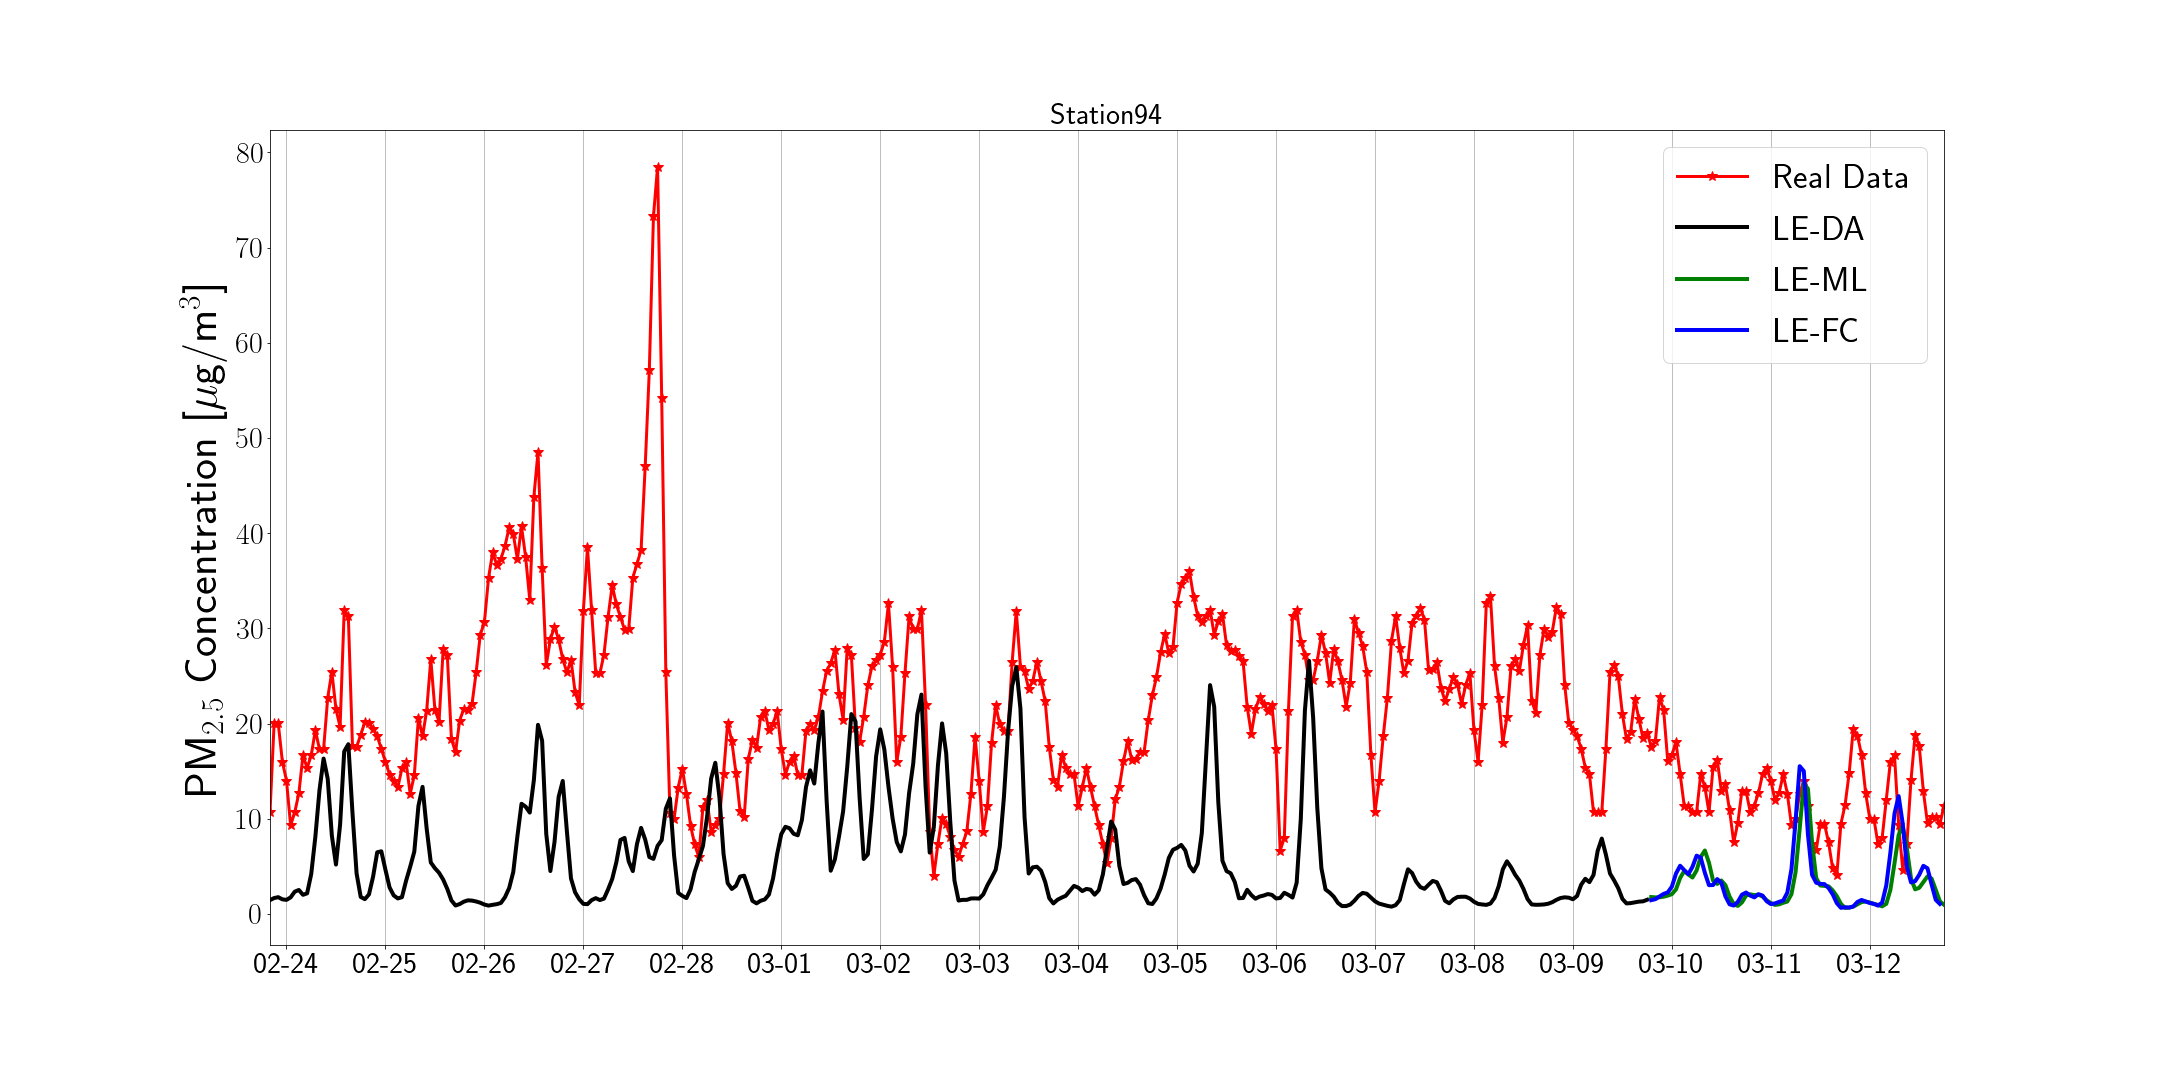 Station94
PM2.5 Concentration [μg/m³]
80
70
60
50
40
30
20
10
0
Real Data
LE-DA
LE-ML
LE-FC
02-24 02-25 02-26 02-27 02-28 03-01 03-02 03-03 03-04 03-05 03-06 03-07 03-08 03-09 03-10 03-11 03-12